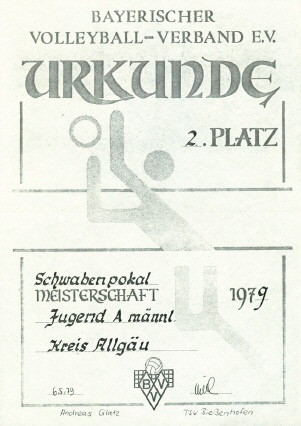 BAYERISCHER
VOLLEYBALL-VERBAND E.V.
URKUNDE
2. PLATZ
Schwabenpokal
MEISTERSCHAFT 1979
Jugend A männl
Kreis Allgäu
6.5.79
BVV
Andreas Glatz TSV Bießenhofen